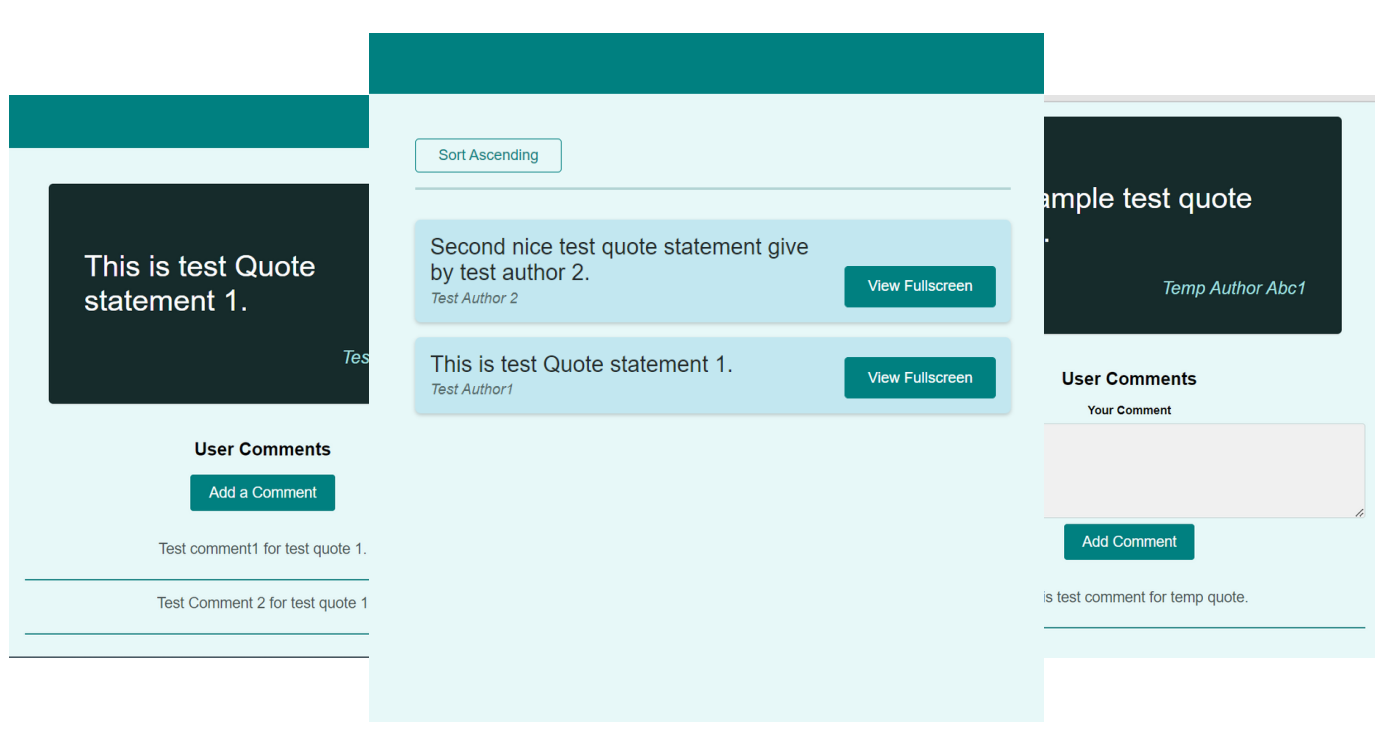 This is test Quote
statement 1.
User Comments
Add a Comment
Test comment1 for test quote 1.
Test Comment 2 for test quote 1
Sort Ascending
Second nice test quote statement give
by test author 2.
Test Author 2
View Fullscreen
This is test Quote statement 1.
Test Author1
View Fullscreen
test quote
Temp Author Abc1
User Comments
Your Comment
Add Comment
test comment for temp quote.